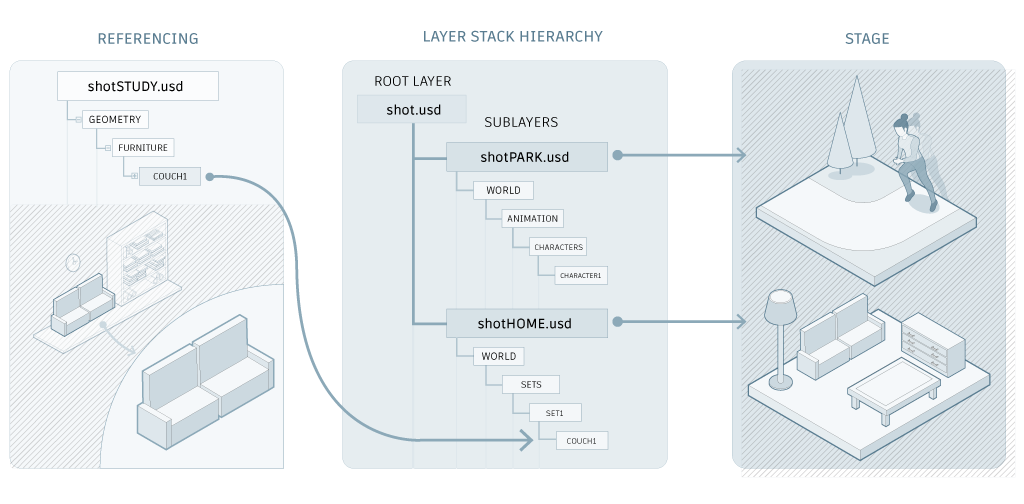 REFERENCING
shotSTUDY.usd
GEOMETRY
FURNITURE
COUCH1
LAYER STACK HIERARCHY
ROOT LAYER
shot.usd
SUBLAYERS
shotPARK.usd
WORLD
ANIMATION
CHARACTERS
CHARACTER1
shotHOME.usd
WORLD
SETS
SET1
COUCH1
STAGE